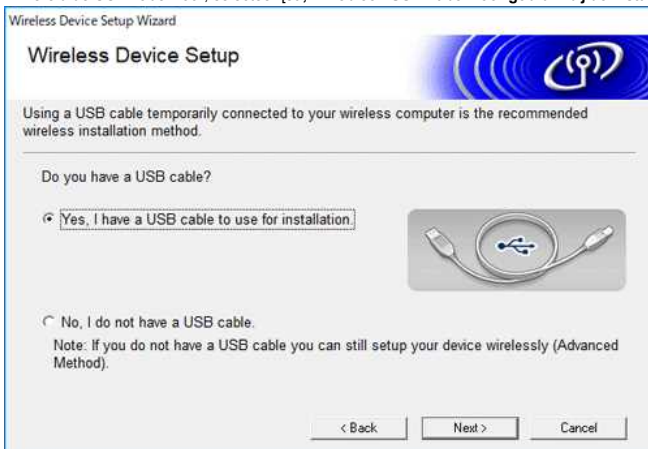 Wireless Device Setup Wizard
Wireless Device Setup
Using a USB cable temporarily connected to your wireless computer is the recommended
wireless installation method.
Do you have a USB cable?
Yes, I have a USB cable to use for installation.
No, I do not have a USB cable.
Note: If you do not have a USB cable you can still setup your device wirelessly (Advanced
Method).
< Back
Next >
Cancel